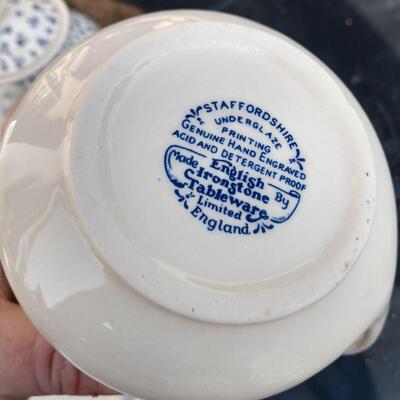 STAFFORDSHIRE
UNDERGLAZE
PRINTING
GENUINE HAND ENGRAVED
ACID AND DETERGENT PROOF
Made English By
Ironstone
Tableware
Limited
England